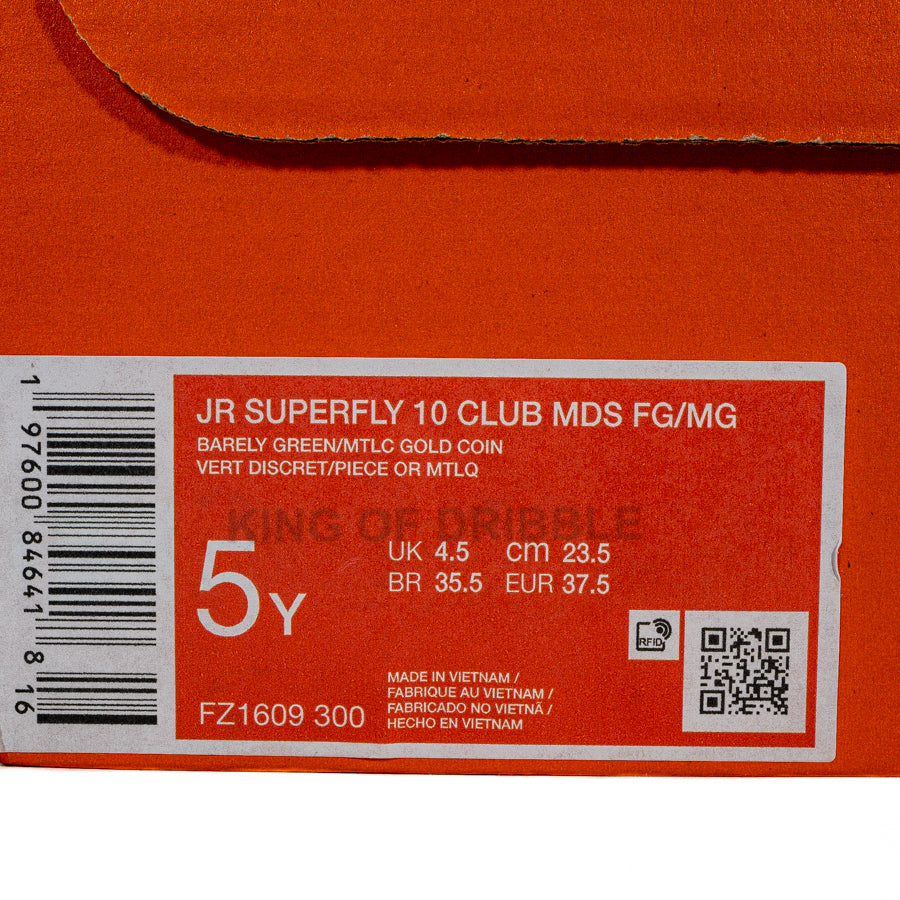 JR SUPERFLY 10 CLUB MDS FG/MG
BARELY GREEN/MTLC GOLD COIN
VERT DISCRET/PIECE OR MTLQ
KING OF DRIBBLE
5Y
UK 4.5 cm 23.5
BR 35.5 EUR 37.5
RFID
MADE IN VIETNAM /
FABRIQUE AU VIETNAM /
FABRICADO NO VIETNÃ /
HECHO EN VIETNAM
FZ1609 300
1 97600 84641 8 16